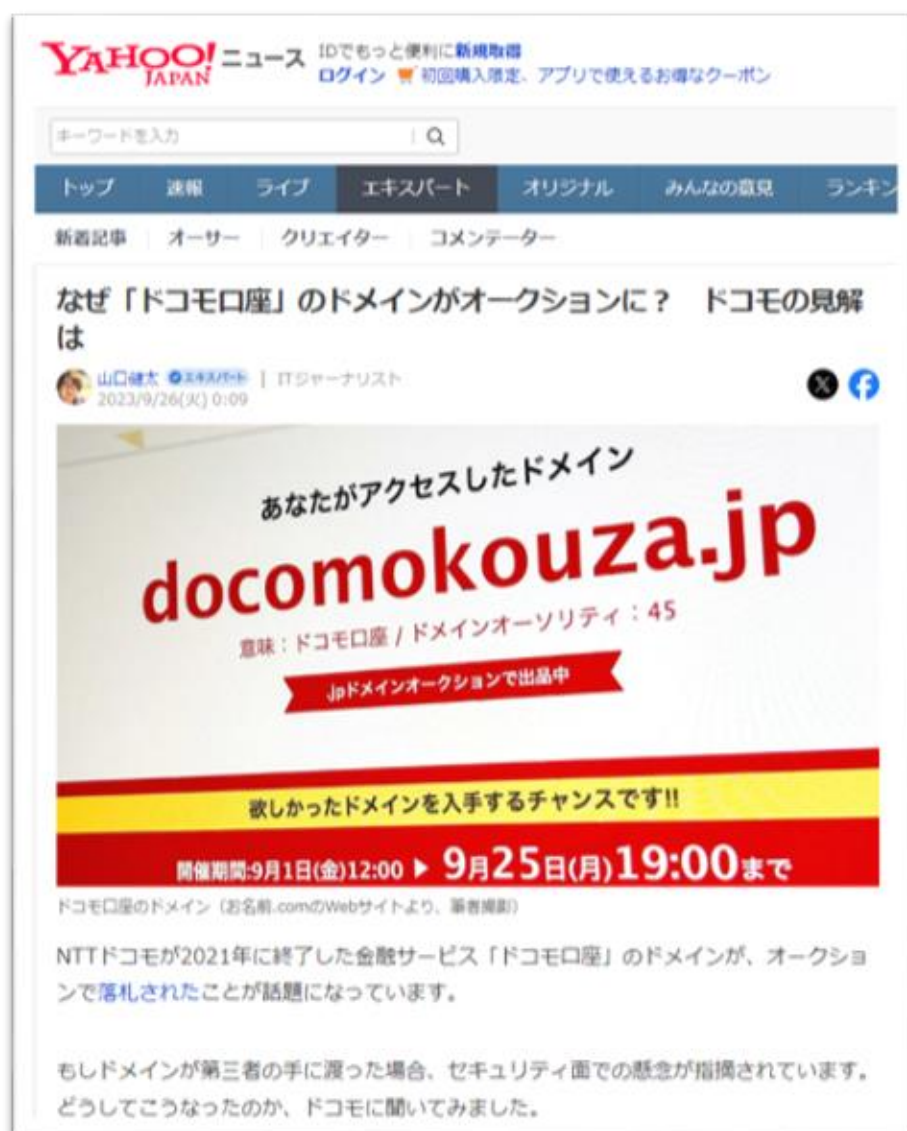 YAHOO! JAPAN ニュース
IDでもっと便利に新規取得
ログイン 初回購入限定、アプリで使えるお得なクーポン
キーワードを入力
トップ 速報 ライブ エキスパート オリジナル みんなの意見 ランキン
新着記事 オーサー クリエイター コメンテーター
なぜ「ドコモ口座」のドメインがオークションに？ ドコモの見解
は
山口健太 エキスパート | ITジャーナリスト
2023/9/26(火) 0:09
あなたがアクセスしたドメイン
docomokouza.jp
意味：ドコモ口座 / ドメインオーソリティ：45
jpドメインオークションで出品中
欲しかったドメインを入手するチャンスです!!
開催期間:9月1日(金)12:00 ▶ 9月25日(月)19:00まで
ドコモ口座のドメイン（お名前.comのWebサイトより、筆者撮影）
NTTドコモが2021年に終了した金融サービス「ドコモ口座」のドメインが、オークショ
ンで落札されたことが話題になっています。
もしドメインが第三者の手に渡った場合、セキュリティ面での懸念が指摘されています。
どうしてこうなったのか、ドコモに聞いてみました。